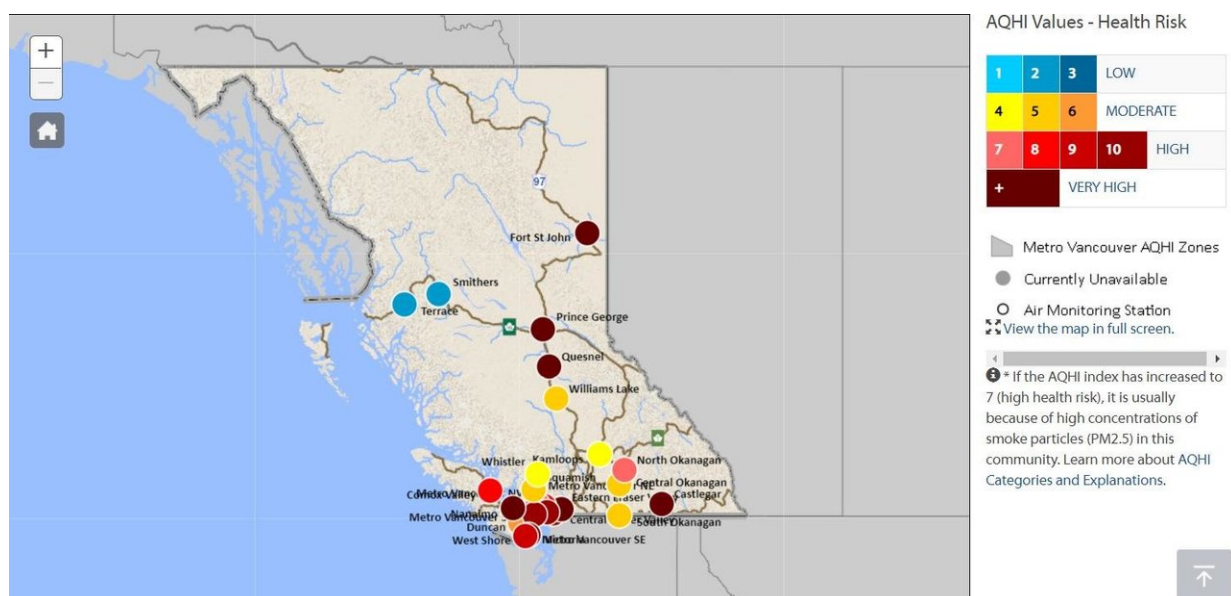 AQHI Values - Health Risk
1 2 3 LOW
4 5 6 MODERATE
7 8 9 10 HIGH
+ VERY HIGH
Metro Vancouver AQHI Zones
Currently Unavailable
Air Monitoring Station
View the map in full screen.
* If the AQHI index has increased to
7 (high health risk), it is usually
because of high concentrations of
smoke particles (PM2.5) in this
community. Learn more about AQHI
Categories and Explanations.
+
97
Fort St John
Smithers
Terrace
Prince George
Quesnel
Williams Lake
Whistler
Kamloops
North Okanagan
Central Okanagan
Castlegar
South Okanagan
Nanaimo
Metro Vancouver
Duncan
West Shore
Vancouver SE